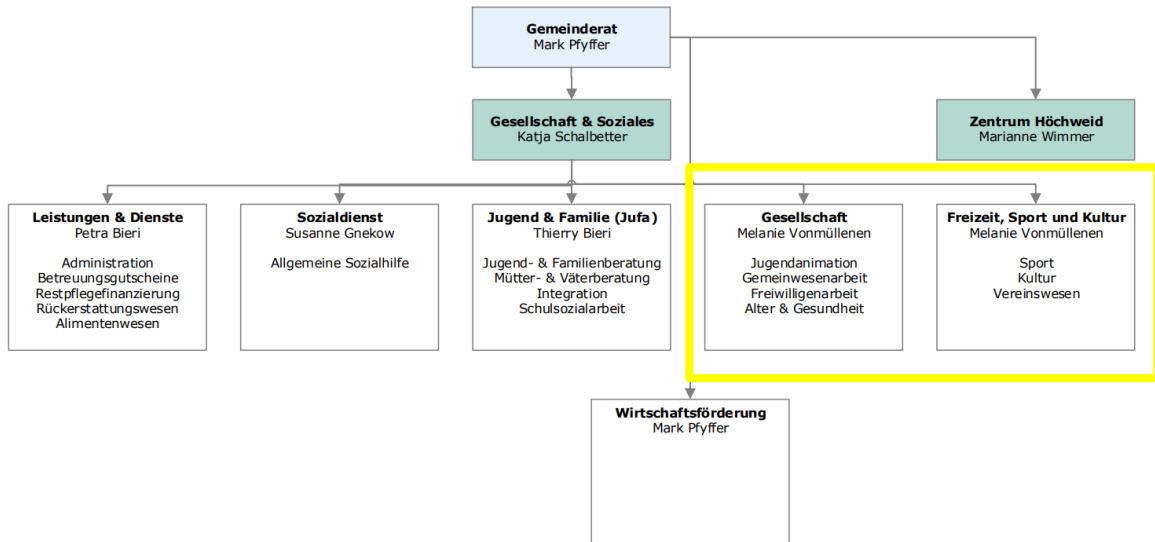 Gemeinderat
Mark Pfyffer
Gesellschaft & Soziales
Katja Schalbetter
Zentrum Höchweid
Marianne Wimmer
Leistungen & Dienste
Petra Bieri
Administration
Betreuungsgutscheine
Restpflegefinanzierung
Rückerstattungswesen
Alimentenwesen
Sozialdienst
Susanne Gnekow
Allgemeine Sozialhilfe
Jugend & Familie (Jufa)
Thierry Bieri
Jugend- & Familienberatung
Mütter- & Väterberatung
Integration
Schulsozialarbeit
Gesellschaft
Melanie Vonmüllenen
Jugendanimation
Gemeinwesenarbeit
Freiwilligenarbeit
Alter & Gesundheit
Freizeit, Sport und Kultur
Melanie Vonmüllenen
Sport
Kultur
Vereinswesen
Wirtschaftsförderung
Mark Pfyffer